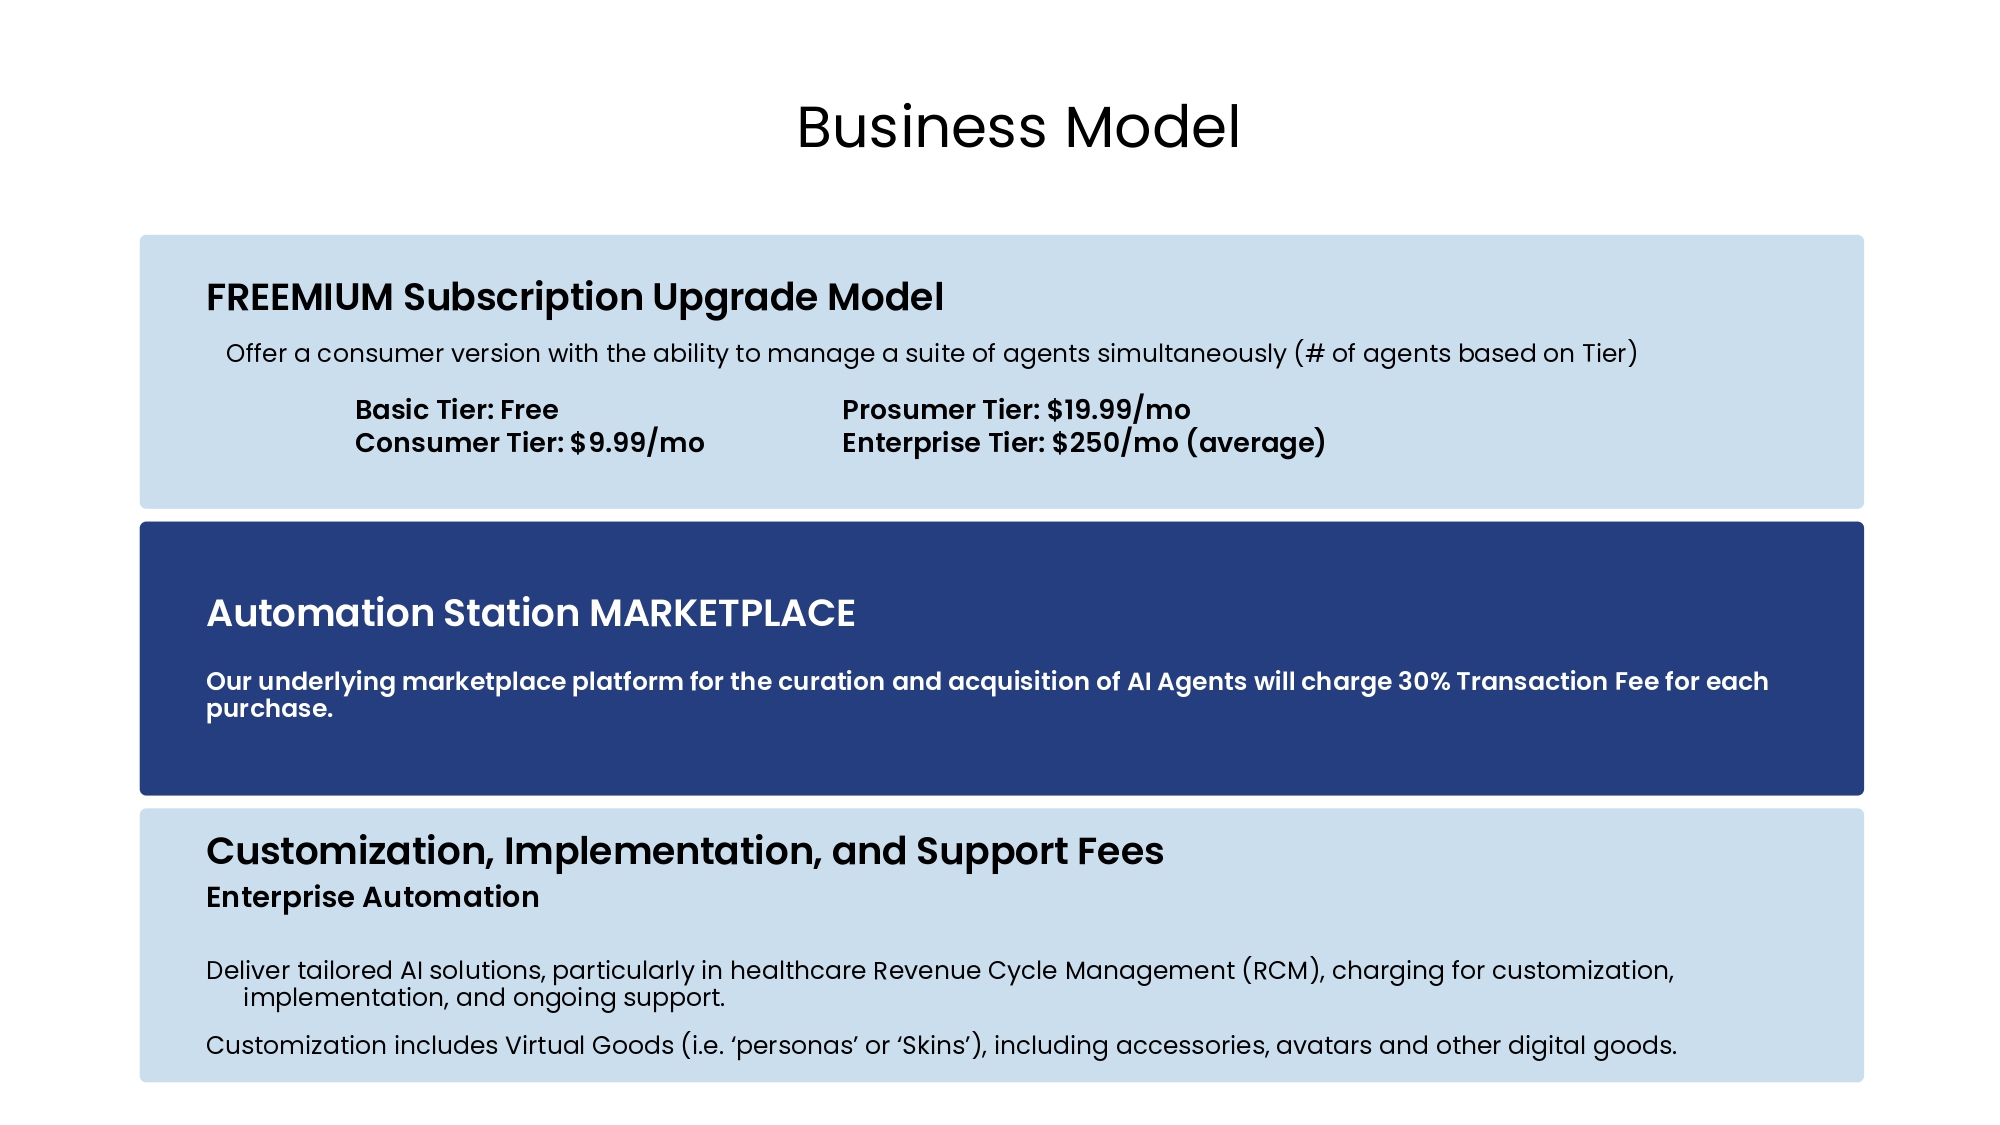 Business Model
FREEMIUM Subscription Upgrade Model
Offer a consumer version with the ability to manage a suite of agents simultaneously (# of agents based on Tier)
Basic Tier: Free
Prosumer Tier: $19.99/mo
Consumer Tier: $9.99/mo
Enterprise Tier: $250/mo (average)
Automation Station MARKETPLACE
Our underlying marketplace platform for the curation and acquisition of AI Agents will charge 30% Transaction Fee for each
purchase.
Customization, Implementation, and Support Fees
Enterprise Automation
Deliver tailored AI solutions, particularly in healthcare Revenue Cycle Management (RCM), charging for customization,
implementation, and ongoing support.
Customization includes Virtual Goods (i.e. ‘personas’ or ‘Skins’), including accessories, avatars and other digital goods.